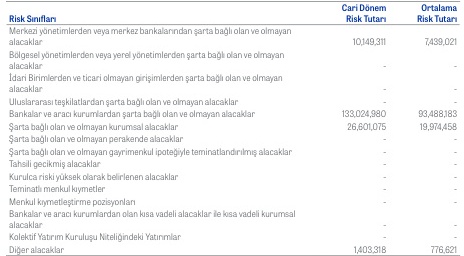 Cari Dönem Ortalama
Risk Sınıfları Risk Tutarı Risk Tutarı
Merkezi yönetimlerden veya merkez bankalarından şarta bağlı olan ve olmayan
alacaklar 10,149,311 7,439,021
Bölgesel yönetimlerden veya yerel yönetimlerden şarta bağlı olan ve olmayan
alacaklar - -
İdari Birimlerden ve ticari olmayan girişimlerden şarta bağlı olan ve olmayan
alacaklar - -
Uluslararası teşkilatlardan şarta bağlı olan ve olmayan alacaklar - -
Bankalar ve aracı kurumlardan şarta bağlı olan ve olmayan alacaklar 133,024,980 93,488,183
Şarta bağlı olan ve olmayan kurumsal alacaklar 26,601,075 19,974,458
Şarta bağlı olan ve olmayan perakende alacaklar - -
Şarta bağlı olan ve olmayan gayrimenkul ipoteğiyle teminatlandırılmış alacaklar - -
Tahsili gecikmiş alacaklar - -
Kurulca riski yüksek olarak belirlenen alacaklar - -
Teminatlı menkul kıymetler - -
Menkul kıymetleştirme pozisyonları - -
Bankalar ve aracı kurumlardan olan kısa vadeli alacaklar ile kısa vadeli kurumsal
alacaklar - -
Kolektif Yatırım Kuruluşu Niteliğindeki Yatırımlar - -
Diğer alacaklar 1,403,318 776,621